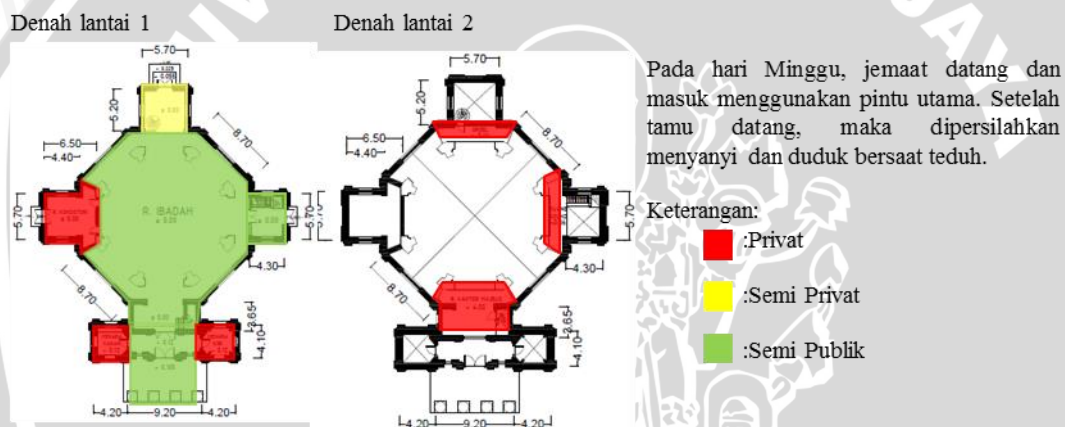 Denah lantai 1
Denah lantai 2
5.70
5.20
8.70
6.50
4.40
5.70
R. IBADAH
± 0.00
5.70
4.30
8.70
3.65
4.10
4.20
9.20
4.20
5.70
5.20
8.70
6.50
4.40
5.70
4.30
8.70
3.65
4.10
4.20
9.20
4.20
Pada hari Minggu, jemaat datang dan
masuk menggunakan pintu utama. Setelah
tamu datang, maka dipersilahkan
menyanyi dan duduk bersaat teduh.
Keterangan:
:Privat
:Semi Privat
:Semi Publik